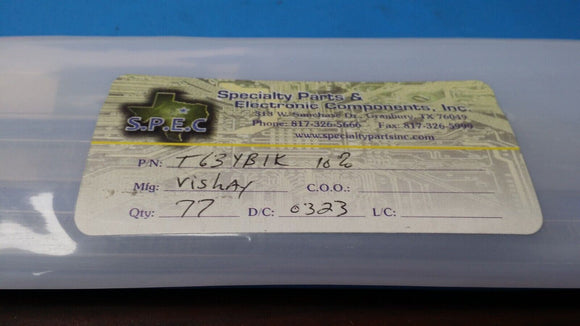 Specialty Parts &
Electronic Components, Inc.
S.P.E.C
Granbury, TX 76049
Phone: 817-326-5666 Fax: 817-326-5999
www.specialtypartsinc.com
P/N: T63YB1K 10%
Mfg: Vishay C.O.O.:
Qty: 77 D/C: 0323 L/C: